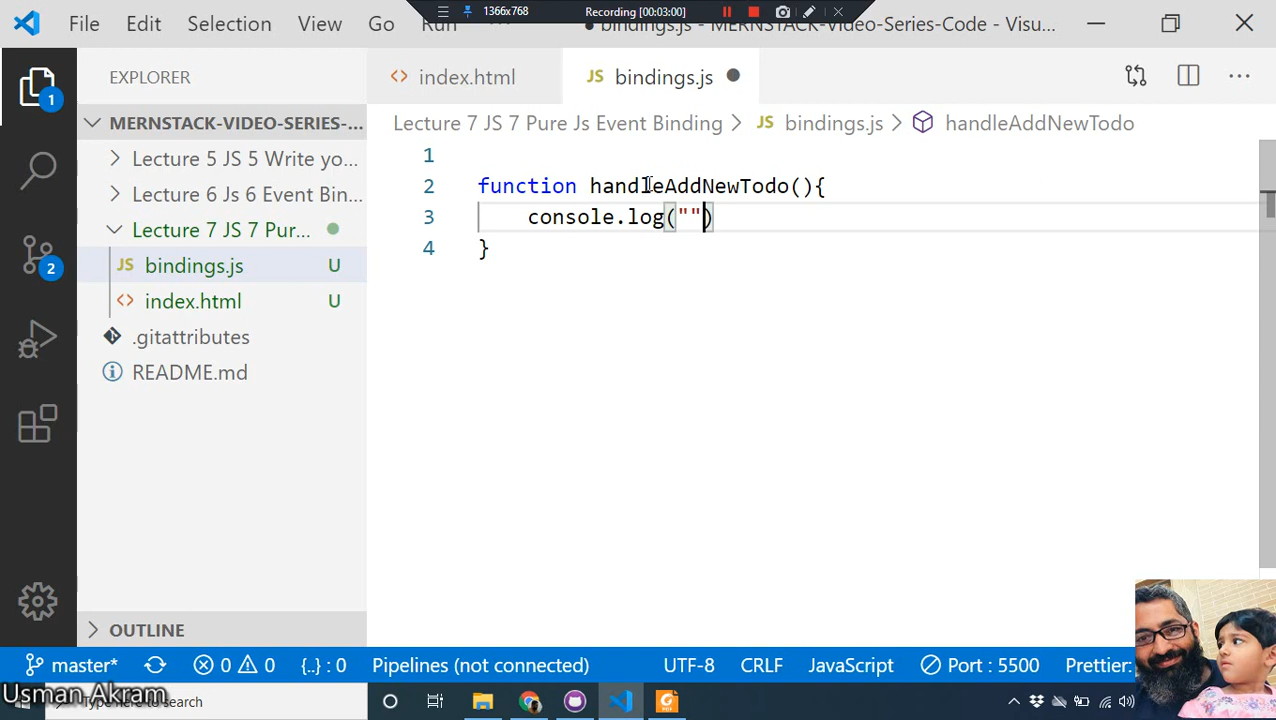 1366x768
Recording [00:03:00]
File
Edit
Selection
View
Go
Run
bindings.js - MERNSTACK-Video-Series-Code - Visu...
EXPLORER
index.html
JS bindings.js
MERNSTACK-VIDEO-SERIES-...
Lecture 7 JS 7 Pure Js Event Binding > JS bindings.js > handleAddNewTodo
Lecture 5 JS 5 Write yo...
Lecture 6 Js 6 Event Bin...
Lecture 7 JS 7 Pur...
JS bindings.js U
index.html U
.gitattributes
README.md
1
2 function handleAddNewTodo(){
3 console.log("")
4 }
1
2
OUTLINE
master* 0 0 {..} : 0 Pipelines (not connected) UTF-8 CRLF JavaScript Port : 5500 Prettier:
Usman Akram
Type here to search